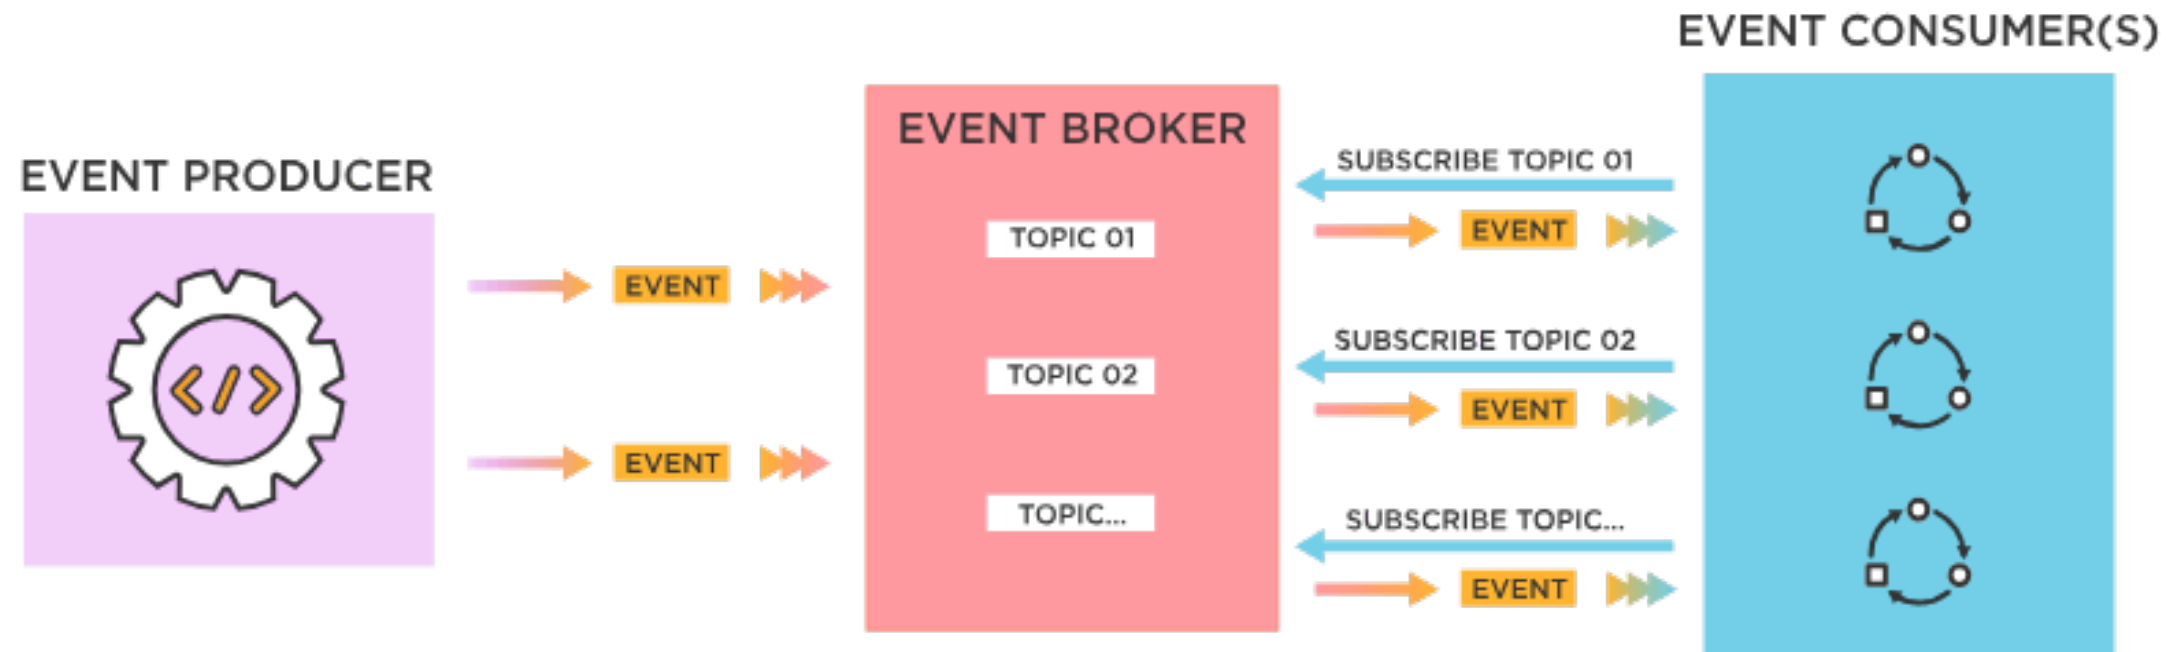 EVENT PRODUCER
</>
EVENT
EVENT
EVENT BROKER
TOPIC 01
TOPIC 02
TOPIC...
SUBSCRIBE TOPIC 01
EVENT
SUBSCRIBE TOPIC 02
EVENT
SUBSCRIBE TOPIC...
EVENT
EVENT CONSUMER(S)